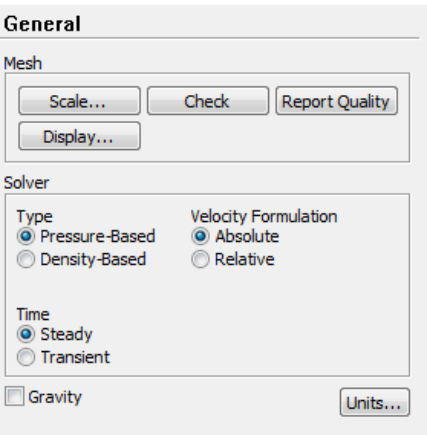 General
Mesh
Scale... Check Report Quality
Display...
Solver
Type Velocity Formulation
Pressure-Based Absolute
Density-Based Relative
Time
Steady
Transient
Gravity Units...